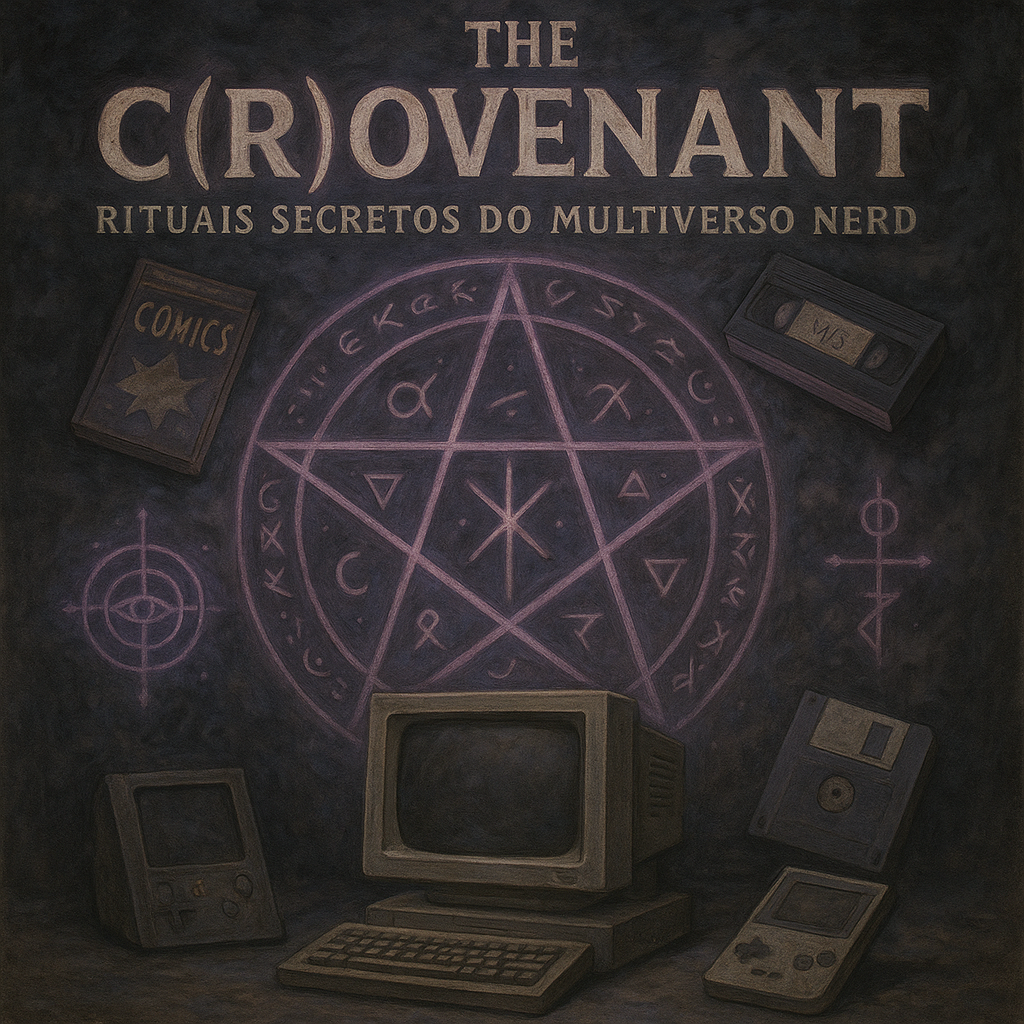 THE
C(R)OVENANT
RITUAIS SECRETOS DO MULTIVERSO NERD
COMICS